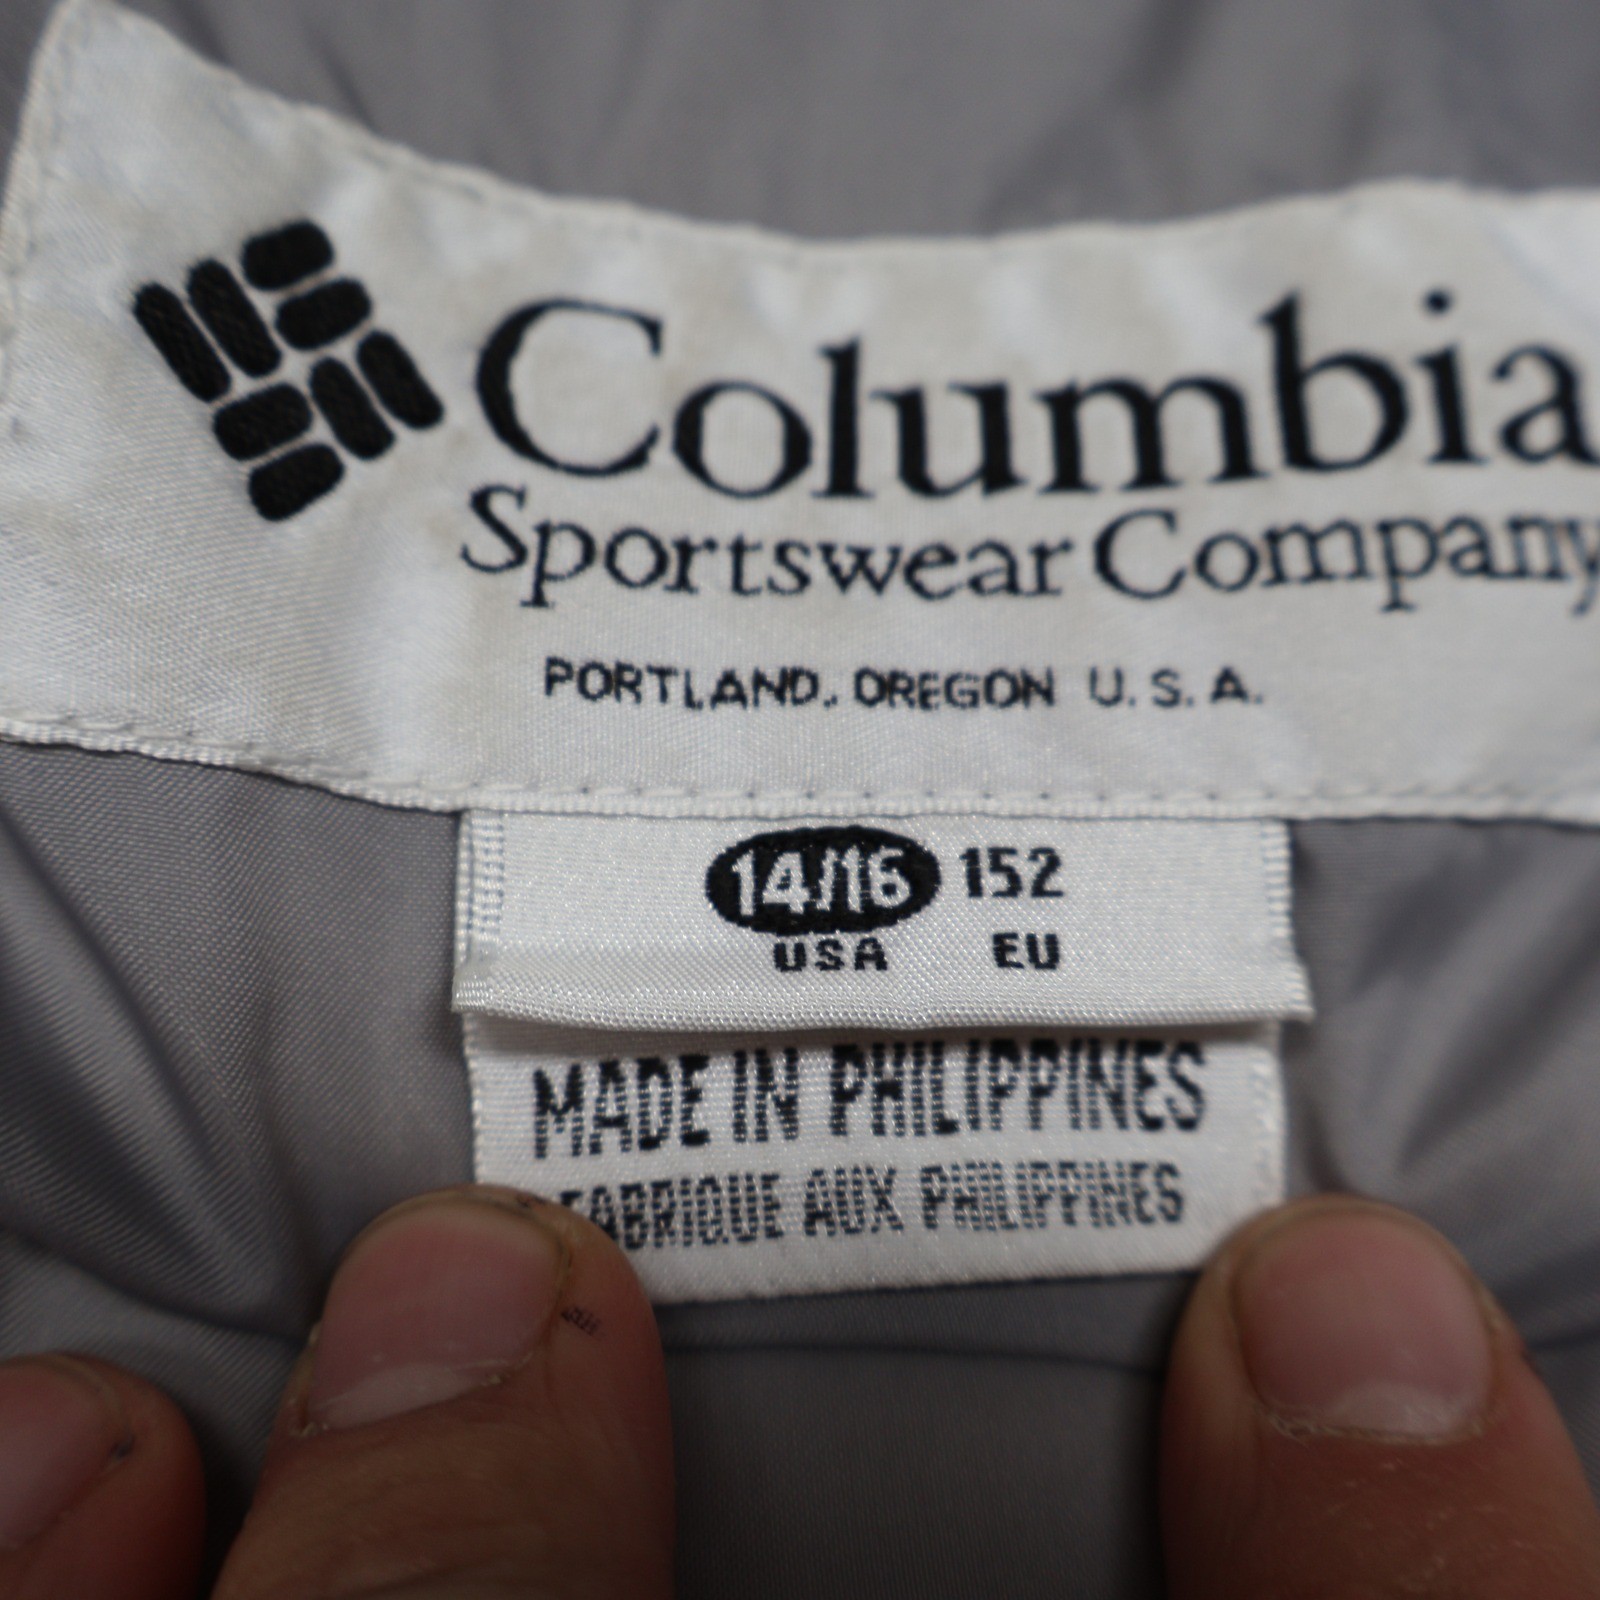 Columbia
Sportswear Company
PORTLAND, OREGON U.S.A.
14/16 152
USA EU
MADE IN PHILIPPINES
FABRIQUE AUX PHILIPPINES